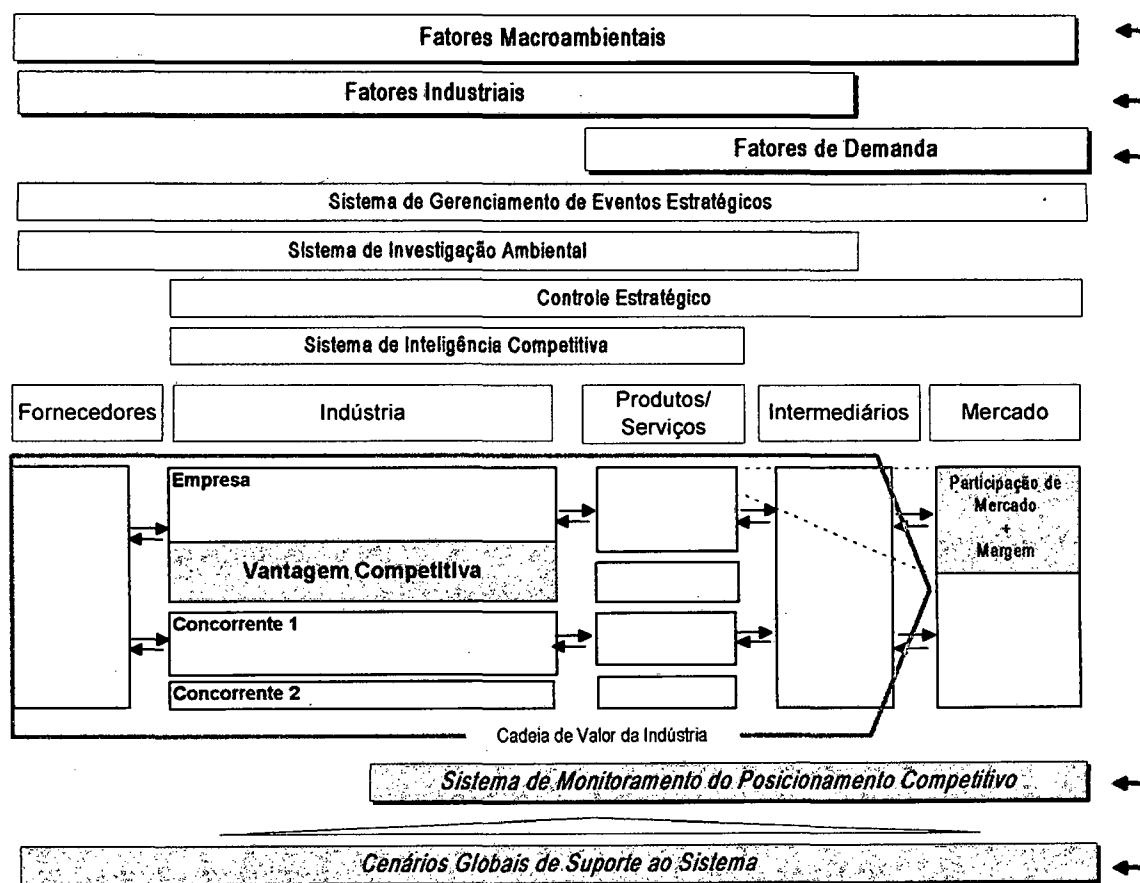 Fatores Macroambientais
Fatores Industriais
Fatores de Demanda
Sistema de Gerenciamento de Eventos Estratégicos
Sistema de Investigação Ambiental
Controle Estratégico
Sistema de Inteligência Competitiva
Fornecedores
Indústria
Produtos/
Serviços
Intermediários
Mercado
Empresa
Vantagem Competitiva
Concorrente 1
Concorrente 2
Participação de
Mercado
+
Margem
Cadeia de Valor da Indústria
Sistema de Monitoramento do Posicionamento Competitivo
Cenários Globais de Suporte ao Sistema